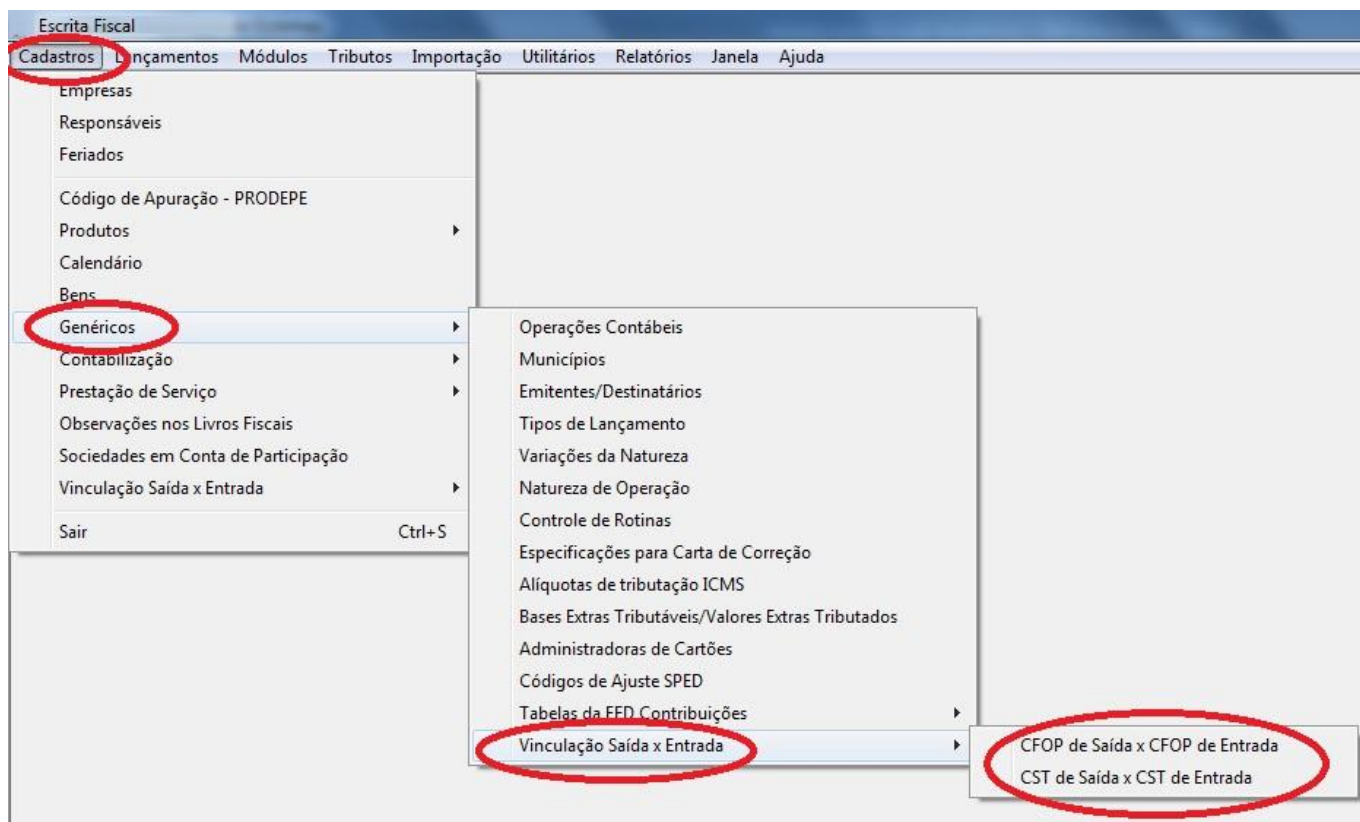 Escrita Fiscal
Cadastros Lançamentos Módulos Tributos Importação Utilitários Relatórios Janela Ajuda
Empresas
Responsáveis
Feriados
Código de Apuração - PRODEPE
Produtos
Calendário
Bens
Genéricos
Contabilização
Prestação de Serviço
Observações nos Livros Fiscais
Sociedades em Conta de Participação
Vinculação Saída x Entrada
Sair Ctrl+S
Operações Contábeis
Municípios
Emitentes/Destinatários
Tipos de Lançamento
Variações da Natureza
Natureza de Operação
Controle de Rotinas
Especificações para Carta de Correção
Alíquotas de tributação ICMS
Bases Extras Tributáveis/Valores Extras Tributados
Administradoras de Cartões
Códigos de Ajuste SPED
Tabelas da EFD Contribuições
Vinculação Saída x Entrada
CFOP de Saída x CFOP de Entrada
CST de Saída x CST de Entrada